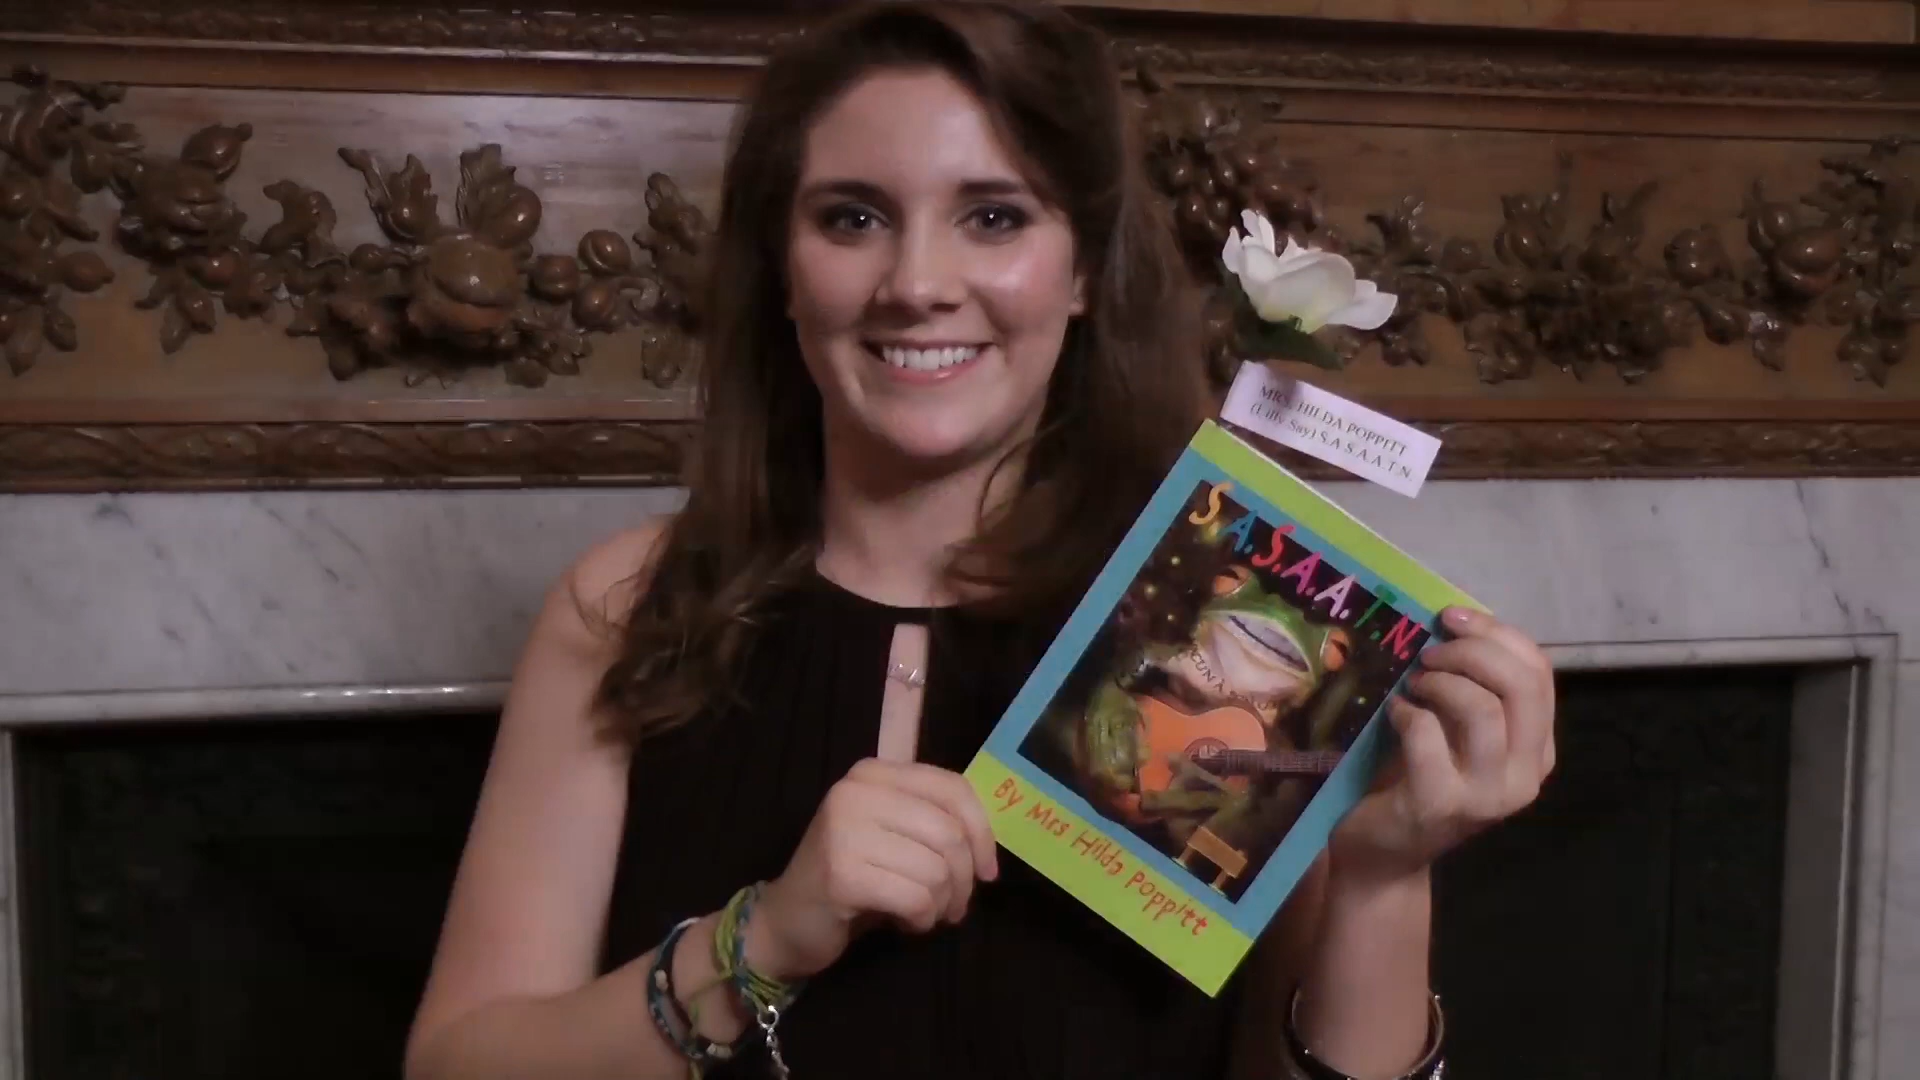 MRS. HILDA POPPITT
(Lilly Say) S.A.S.A.A.T.N.
S.A.S.A.A.T.N.
By Mrs Hilda Poppitt